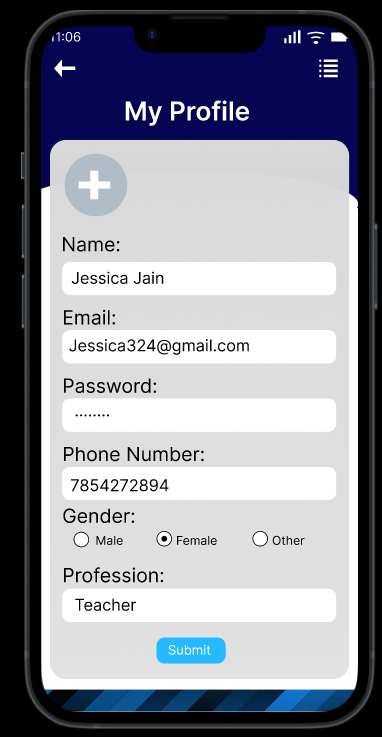 11:06
My Profile
Name:
Jessica Jain
Email:
Jessica324@gmail.com
Password:
········
Phone Number:
7854272894
Gender:
Male Female Other
Profession:
Teacher
Submit